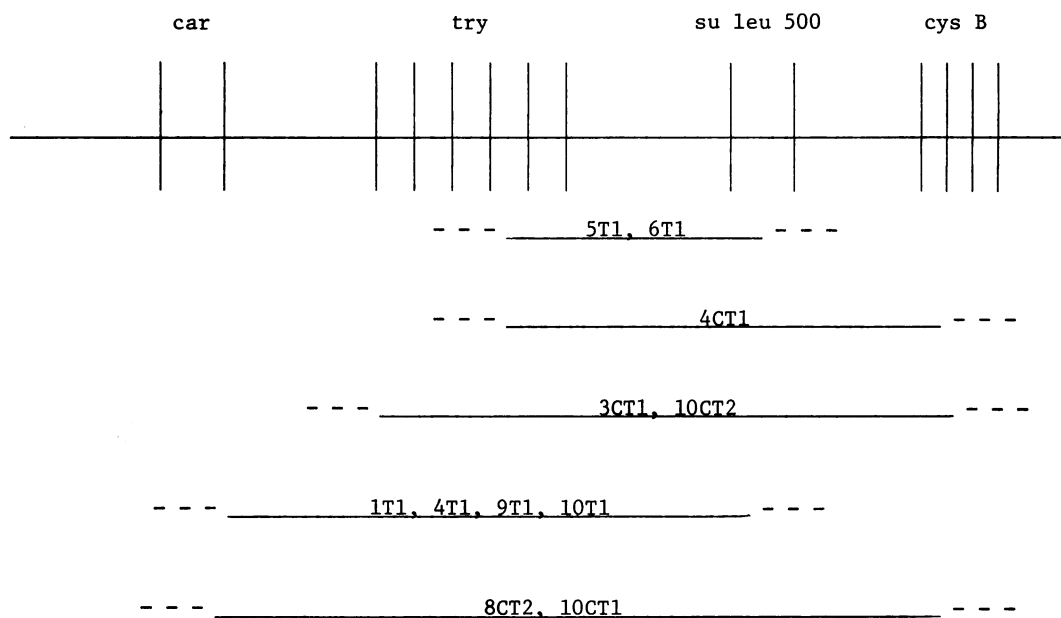 car try su leu 500 cys B
5T1, 6T1
4CT1
3CT1, 10CT2
1T1, 4T1, 9T1, 10T1
8CT2, 10CT1